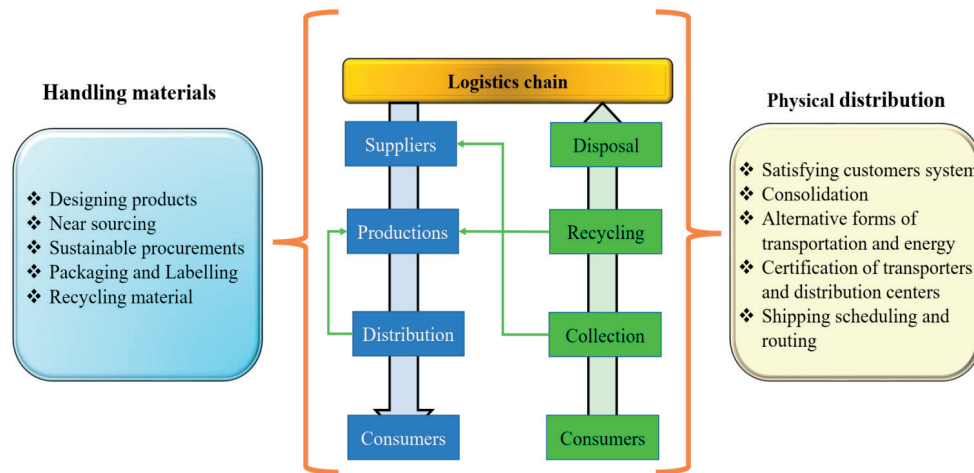 Handling materials
❖ Designing products
❖ Near sourcing
❖ Sustainable procurements
❖ Packaging and Labelling
❖ Recycling material
Logistics chain
Suppliers
Productions
Distribution
Consumers
Disposal
Recycling
Collection
Consumers
Physical distribution
❖ Satisfying customers system
❖ Consolidation
❖ Alternative forms of
transportation and energy
❖ Certification of transporters
and distribution centers
❖ Shipping scheduling and
routing